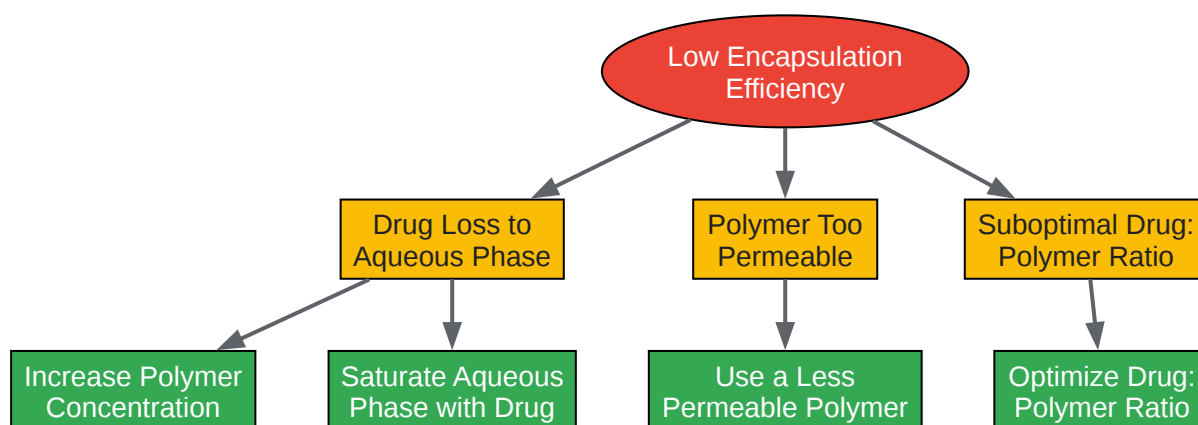 Low Encapsulation
Efficiency
Drug Loss to
Aqueous Phase
Polymer Too
Permeable
Suboptimal Drug:
Polymer Ratio
Increase Polymer
Concentration
Saturate Aqueous
Phase with Drug
Use a Less
Permeable Polymer
Optimize Drug:
Polymer Ratio